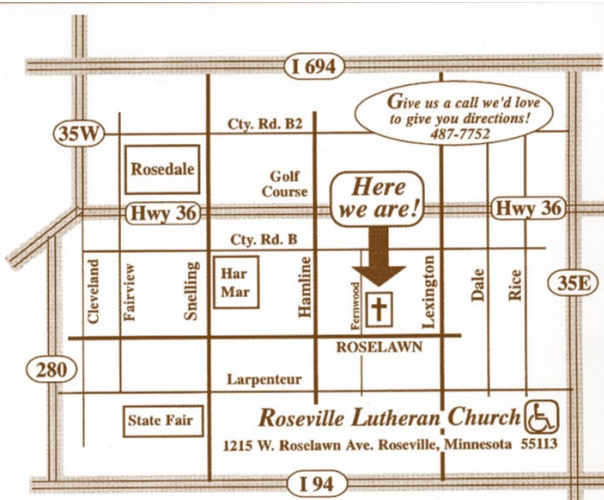 I 694
Give us a call we'd love
to give you directions!
487-7752
35W
Cty. Rd. B2
Rosedale
Golf
Course
Here
we are!
Hwy 36
Hwy 36
Cty. Rd. B
Cleveland
Fairview
Snelling
Har
Mar
Hamline
Fernwood
Lexington
Dale
Rice
35E
ROSELAWN
280
Larpenteur
State Fair
Roseville Lutheran Church
1215 W. Roselawn Ave. Roseville, Minnesota 55113
I 94